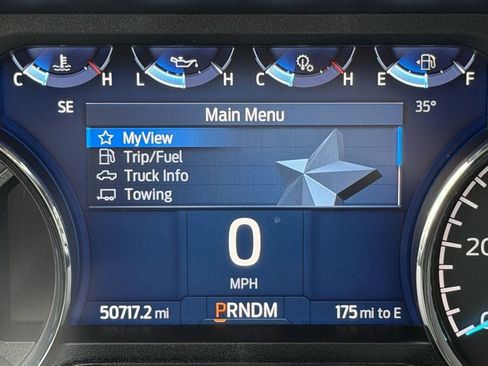 C H L H C H E F
SE 35°
Main Menu
MyView
Trip/Fuel
Truck Info
Towing
0
MPH
50717.2 mi PRNDM 175 mi to E